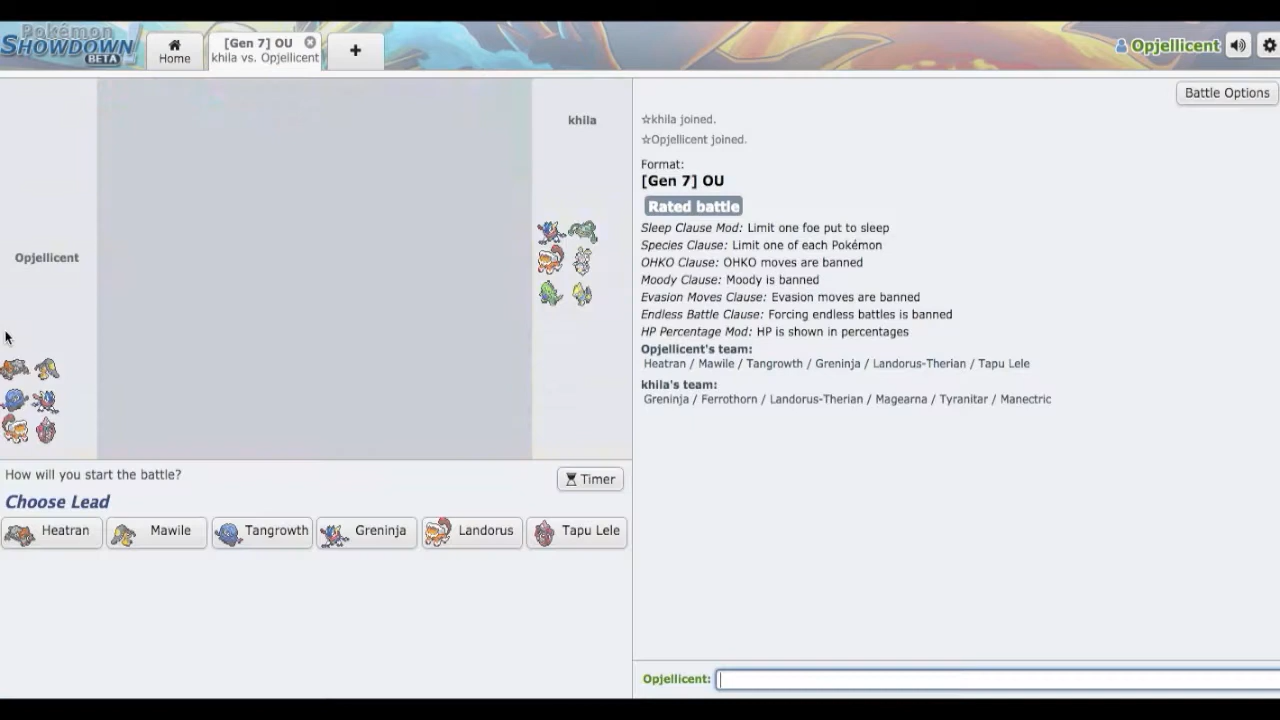 Pokémon
SHOWDOWN
BETA
Home
[Gen 7] OU
khila vs. Opjellicent
+
Opjellicent
Battle Options
khila
Opjellicent
☆khila joined.
☆Opjellicent joined.
Format:
[Gen 7] OU
Rated battle
Sleep Clause Mod: Limit one foe put to sleep
Species Clause: Limit one of each Pokémon
OHKO Clause: OHKO moves are banned
Moody Clause: Moody is banned
Evasion Moves Clause: Evasion moves are banned
Endless Battle Clause: Forcing endless battles is banned
HP Percentage Mod: HP is shown in percentages
Opjellicent's team:
Heatran / Mawile / Tangrowth / Greninja / Landorus-Therian / Tapu Lele
khila's team:
Greninja / Ferrothorn / Landorus-Therian / Magearna / Tyranitar / Manectric
How will you start the battle?
Timer
Choose Lead
Heatran
Mawile
Tangrowth
Greninja
Landorus
Tapu Lele
Opjellicent: